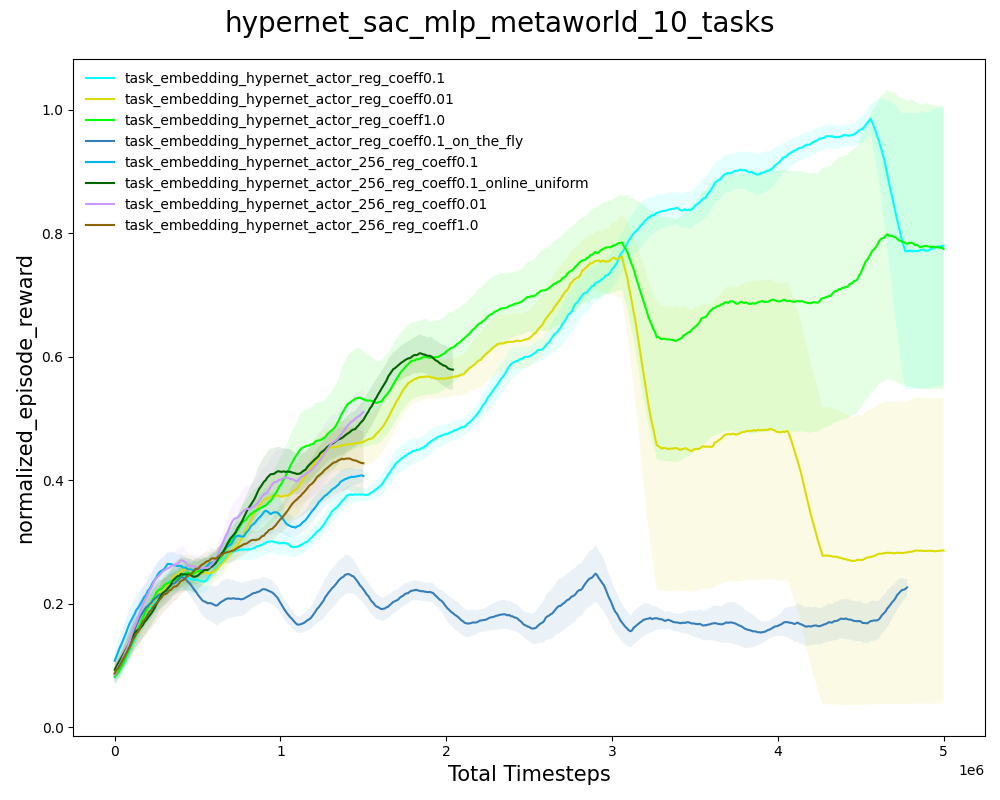 hypernet_sac_mlp_metaworld_10_tasks
task_embedding_hypernet_actor_reg_coeff0.1
task_embedding_hypernet_actor_reg_coeff0.01
task_embedding_hypernet_actor_reg_coeff1.0
task_embedding_hypernet_actor_reg_coeff0.1_on_the_fly
task_embedding_hypernet_actor_256_reg_coeff0.1
task_embedding_hypernet_actor_256_reg_coeff0.1_online_uniform
task_embedding_hypernet_actor_256_reg_coeff0.01
task_embedding_hypernet_actor_256_reg_coeff1.0
normalized_episode_reward
1.0
0.8
0.6
0.4
0.2
0.0
0 1 2 3 4 5
1e6
Total Timesteps